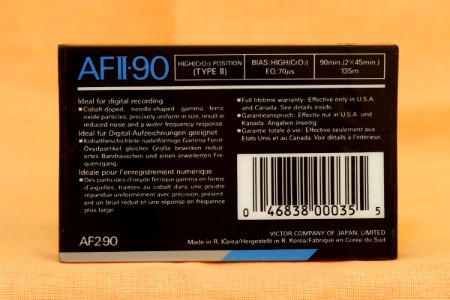 AFII-90
HIGH(CrO₂) POSITION
(TYPE II)
BIAS:HIGH(CrO₂)
EQ:70μs
90min.(2×45min.)
135m
Ideal for digital recording
■ Cobalt-doped, needle-shaped gamma ferric
oxide particles, precisely uniform in size, result in
reduced noise and a wider frequency response.
Ideal für Digital-Aufzeichnungen geeignet
■ Kobaltbeschichtete nadelförmige Gamma-Ferrit-
Oxydpartikel gleicher Größe bewirken reduzier-
tes Bandrauschen und einen erweiterten Fre-
quenzgang.
Idéale pour l'enregistrement numérique
■ Des particules d'oxyde ferrique gamma en forme
d'aiguilles, traitées au cobalt dans une poudre
répandue uniformément avec précision, présent-
ent un bruit réduit et une réponse en fréquence
plus large.
■ Full lifetime warranty: Effective only in U.S.A.
and Canada. See details inside.
■ Garantieanspruch: Effectiv nur in U.S.A. und
Kanada. Angaben inseitig.
■ Garantie totale à vie: Effective seulement aux
Etats-Unis et au Canada. Voir détails à l'intérieur.
0 46838 00035 5
AF2-90
VICTOR COMPANY OF JAPAN, LIMITED
Made in R. Korea/Hergestellt in R. Korea/Fabriqué en Corée du Sud